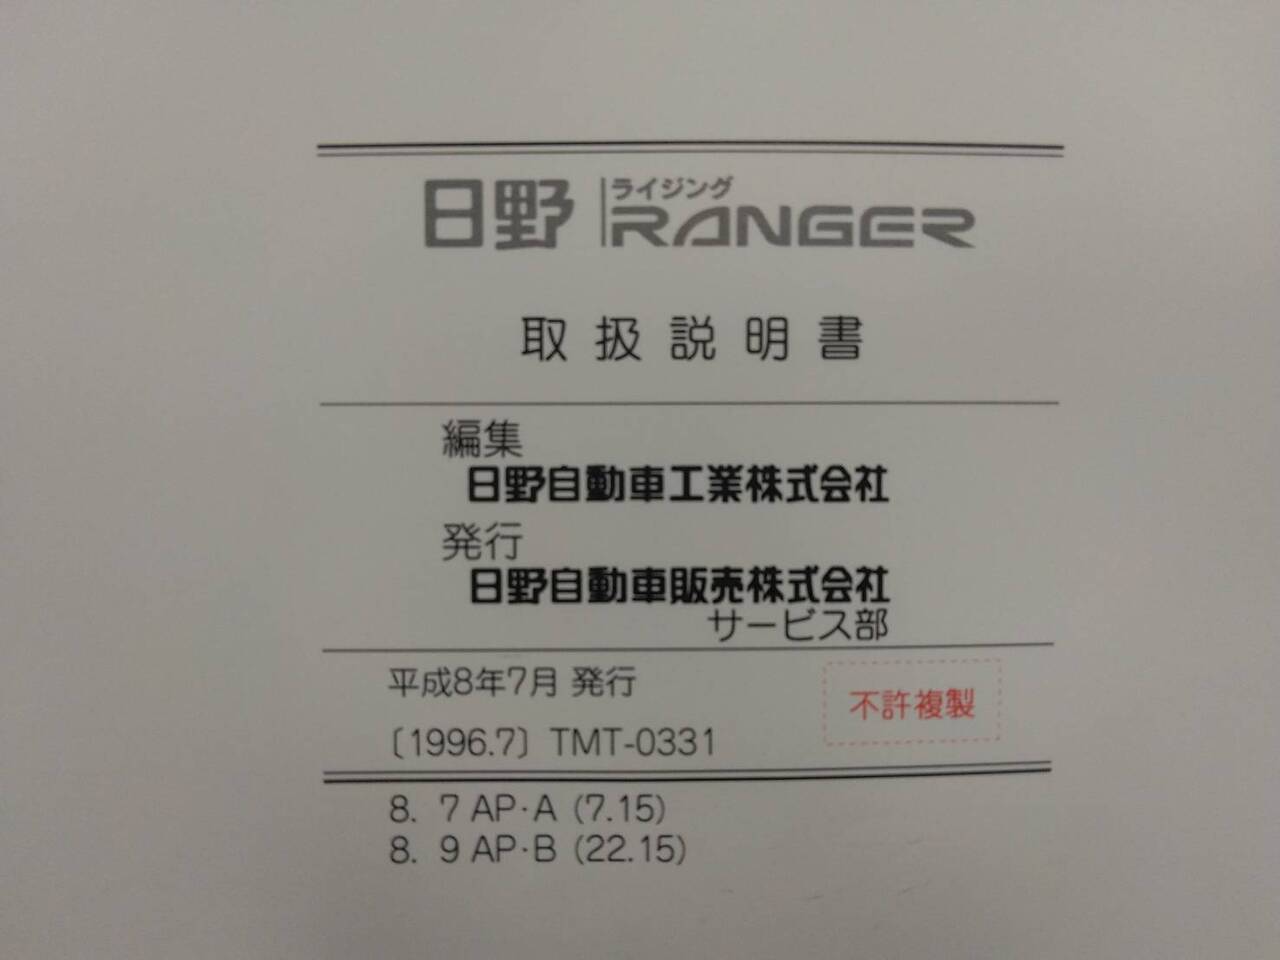 日野 ライジング RANGER
取扱説明書
編集
日野自動車工業株式会社
発行
日野自動車販売株式会社
サービス部
平成8年7月 発行
不許複製
〔1996.7〕 TMT-0331
8. 7 AP·A (7.15)
8. 9 AP·B (22.15)